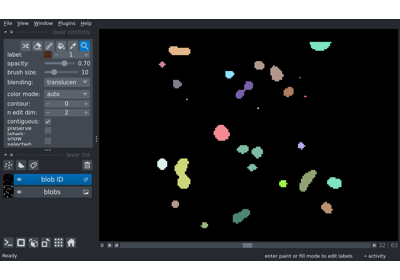 File View Window Plugins Help
layer controls
label: 1
opacity: 0.70
brush size: 10
blending: translucen
color mode: auto
contour: 0
n edit dim: 2
contiguous:
preserve
labels:
show
selected:
layer list
blob ID
blobs
0 32 / 63
Ready enter paint or fill mode to edit labels activity